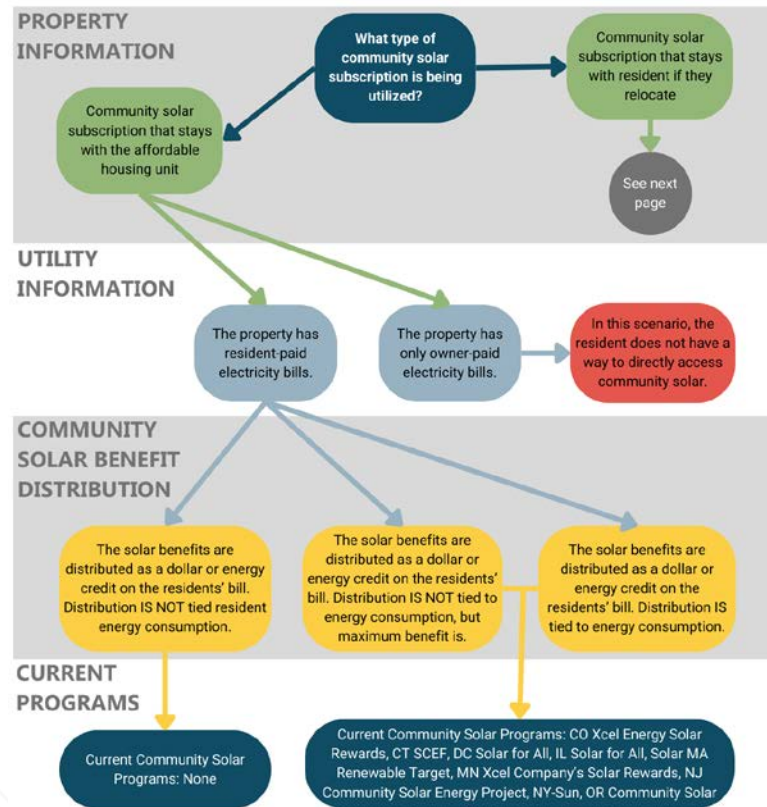 PROPERTY
INFORMATION
What type of
community solar
subscription is being
utilized?
Community solar
subscription that stays
with resident if they
relocate
Community solar
subscription that stays
with the affordable
housing unit
See next
page
UTILITY
INFORMATION
The property has
resident-paid
electricity bills.
The property has
only owner-paid
electricity bills.
In this scenario, the
resident does not have a
way to directly access
community solar.
COMMUNITY
SOLAR BENEFIT
DISTRIBUTION
The solar benefits are
distributed as a dollar or energy
credit on the residents' bill.
Distribution IS NOT tied resident
energy consumption.
The solar benefits are
distributed as a dollar or
energy credit on the residents'
bill. Distribution IS NOT tied to
energy consumption, but
maximum benefit is.
The solar benefits are
distributed as a dollar or
energy credit on the
residents' bill. Distribution IS
tied to energy consumption.
CURRENT
PROGRAMS
Current Community Solar
Programs: None
Current Community Solar Programs: CO Xcel Energy Solar
Rewards, CT SCEF, DC Solar for All, IL Solar for All, Solar MA
Renewable Target, MN Xcel Company's Solar Rewards, NJ
Community Solar Energy Project, NY-Sun, OR Community Solar